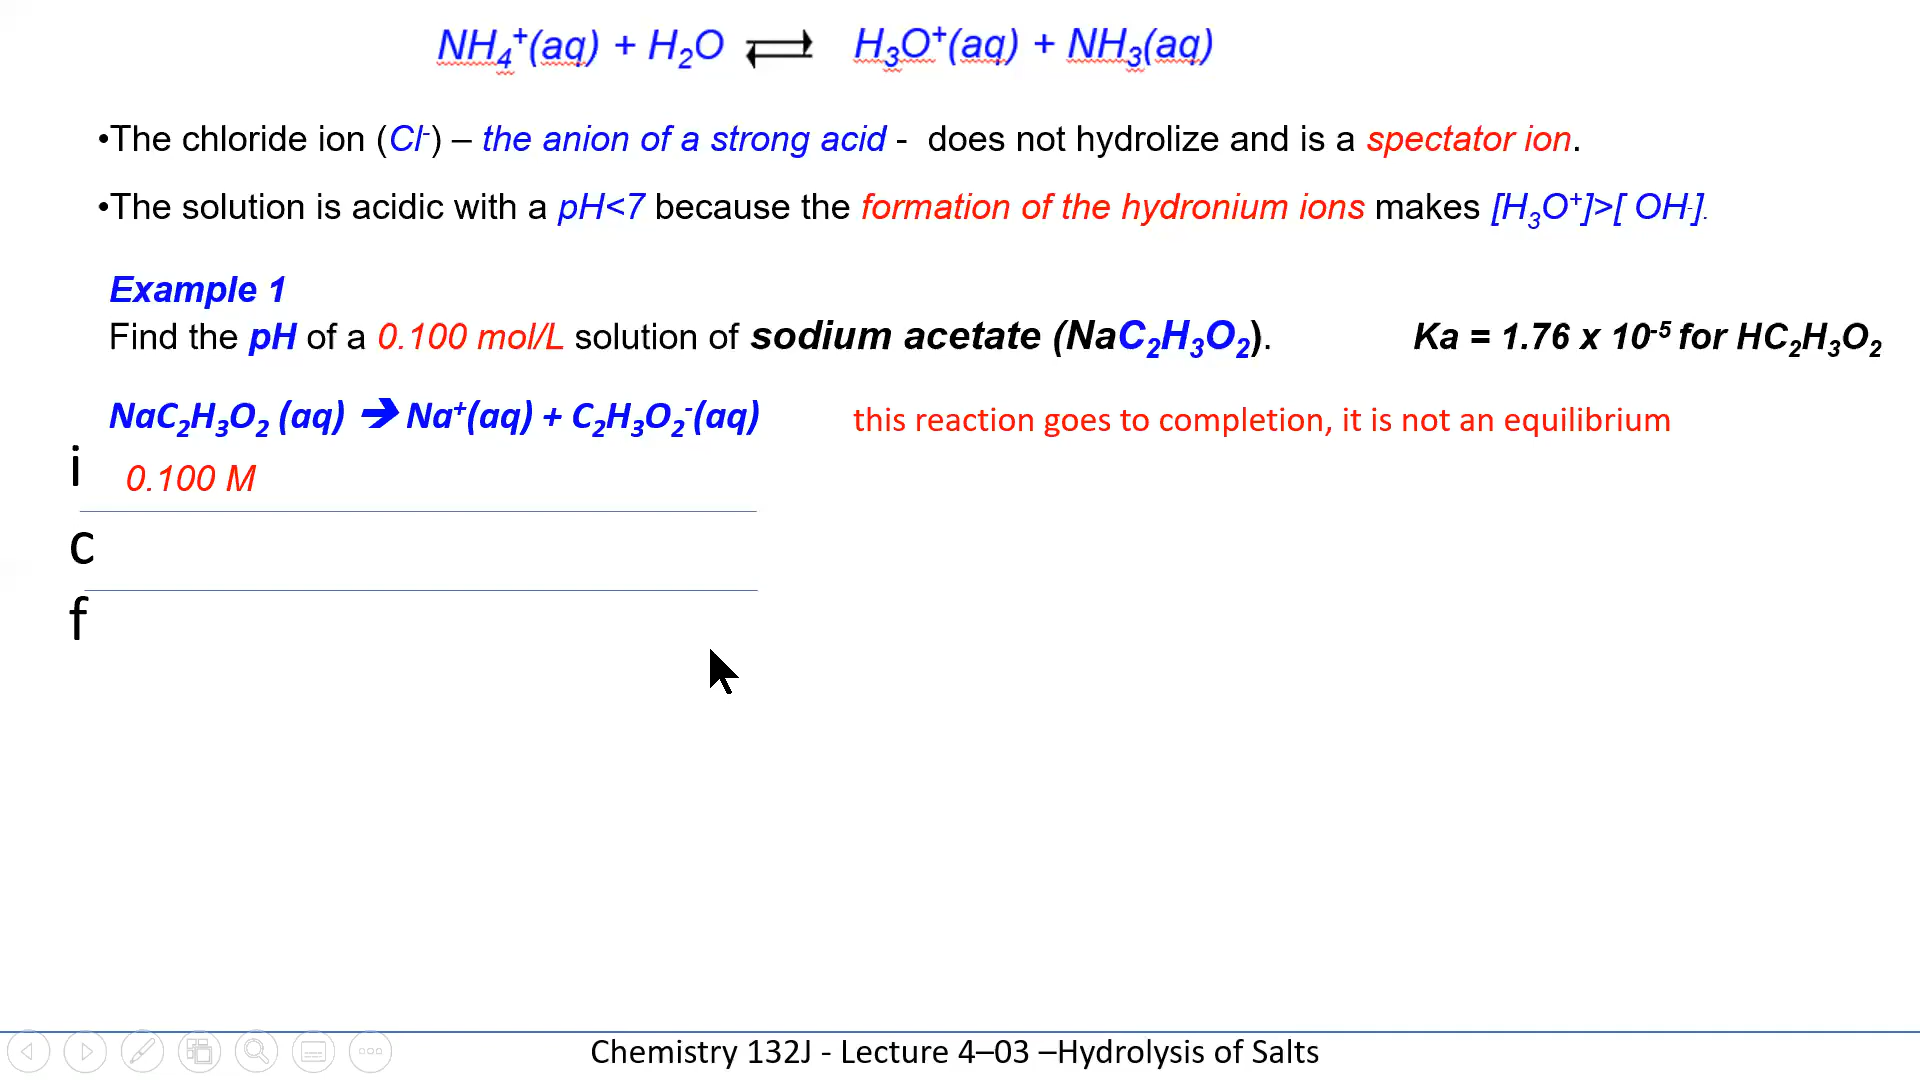 NH₄⁺(aq) + H₂O ⇌ H₃O⁺(aq) + NH₃(aq)
•The chloride ion (Cl⁻) – the anion of a strong acid - does not hydrolize and is a spectator ion.
•The solution is acidic with a pH<7 because the formation of the hydronium ions makes [H₃O⁺]>[ OH⁻].
Example 1
Find the pH of a 0.100 mol/L solution of sodium acetate (NaC₂H₃O₂). Ka = 1.76 x 10⁻⁵ for HC₂H₃O₂
NaC₂H₃O₂ (aq) ➔ Na⁺(aq) + C₂H₃O₂⁻(aq) this reaction goes to completion, it is not an equilibrium
i 0.100 M
c
f
Chemistry 132J - Lecture 4–03 –Hydrolysis of Salts